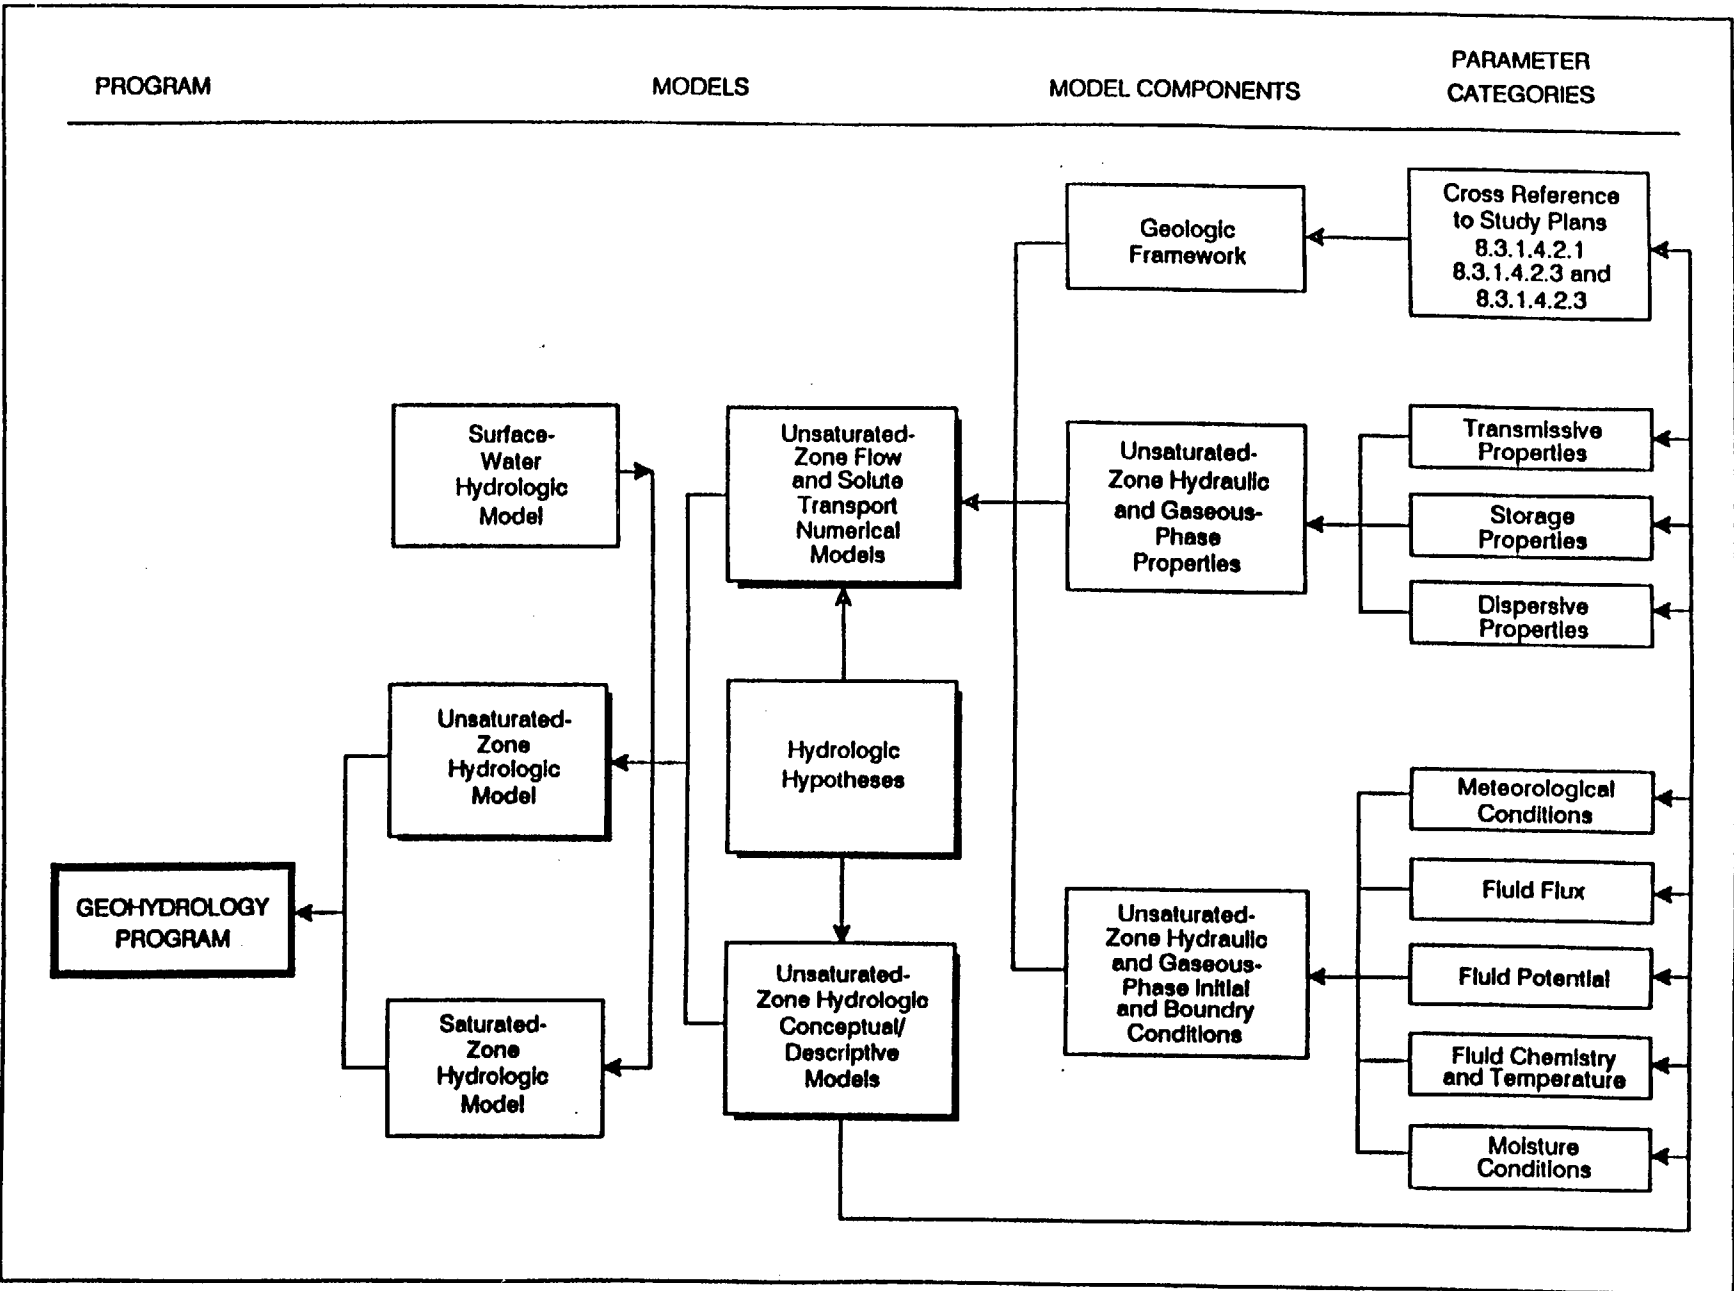 PROGRAM
MODELS
MODEL COMPONENTS
PARAMETER
CATEGORIES
Geologic
Framework
Cross Reference
to Study Plans
8.3.1.4.2.1
8.3.1.4.2.3 and
8.3.1.4.2.3
Surface-
Water
Hydrologic
Model
Unsaturated-
Zone Flow
and Solute
Transport
Numerical
Models
Unsaturated-
Zone Hydraulic
and Gaseous-
Phase
Properties
Transmissive
Properties
Storage
Properties
Dispersive
Properties
Unsaturated-
Zone
Hydrologic
Model
Hydrologic
Hypotheses
Meteorological
Conditions
Fluid Flux
GEOHYDROLOGY
PROGRAM
Unsaturated-
Zone Hydraulic
and Gaseous-
Phase Initial
and Boundry
Conditions
Fluid Potential
Unsaturated-
Zone Hydrologic
Conceptual/
Descriptive
Models
Saturated-
Zone
Hydrologic
Model
Fluid Chemistry
and Temperature
Moisture
Conditions